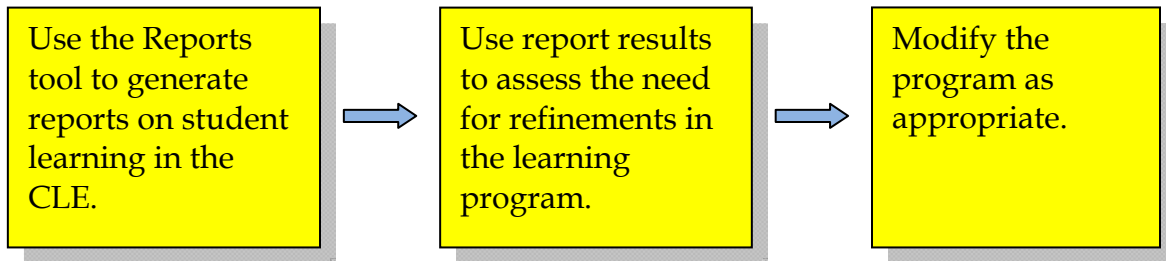 Use the Reports
tool to generate
reports on student
learning in the
CLE.
Use report results
to assess the need
for refinements in
the learning
program.
Modify the
program as
appropriate.